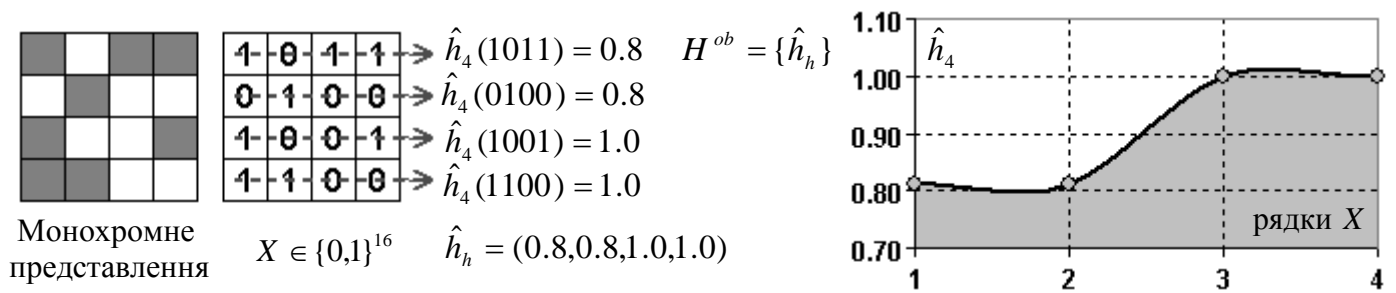 Монохромне
представлення
1 0 1 1
0 1 0 0
1 0 0 1
1 1 0 0
X ∈ {0,1}^16
ĥ₄(1011) = 0.8
ĥ₄(0100) = 0.8
ĥ₄(1001) = 1.0
ĥ₄(1100) = 1.0
ĥₕ = (0.8,0.8,1.0,1.0)
H^ob = {ĥₕ}
1.10
1.00
0.90
0.80
0.70
ĥ₄
рядки X
1 2 3 4